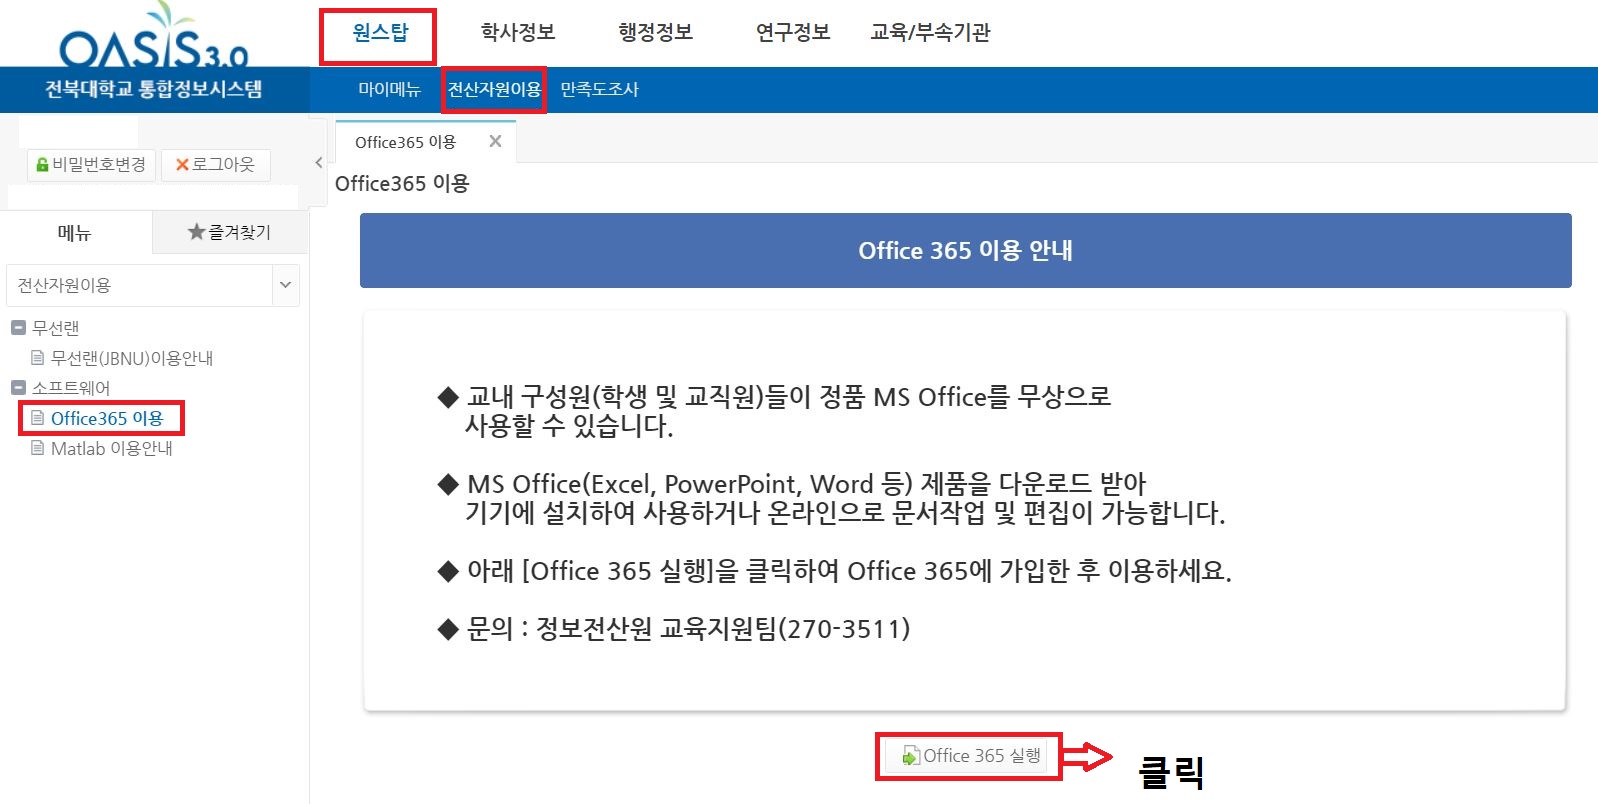 OASIS 3.0
전북대학교 통합정보시스템
원스탑 학사정보 행정정보 연구정보 교육/부속기관
마이메뉴 전산자원이용 만족도조사
비밀번호변경 로그아웃
메뉴 즐겨찾기
전산자원이용
무선랜
무선랜(JBNU)이용안내
소프트웨어
Office365 이용
Matlab 이용안내
Office365 이용
Office365 이용
Office 365 이용 안내
◆ 교내 구성원(학생 및 교직원)들이 정품 MS Office를 무상으로
사용할 수 있습니다.
◆ MS Office(Excel, PowerPoint, Word 등) 제품을 다운로드 받아
기기에 설치하여 사용하거나 온라인으로 문서작업 및 편집이 가능합니다.
◆ 아래 [Office 365 실행]을 클릭하여 Office 365에 가입한 후 이용하세요.
◆ 문의 : 정보전산원 교육지원팀(270-3511)
Office 365 실행
클릭